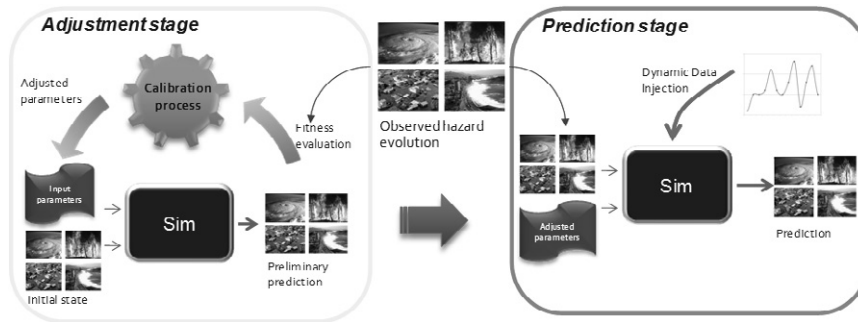 Adjustment stage
Adjusted
parameters
Calibration
process
Fitness
evaluation
Input
parameters
Sim
Initial state
Preliminary
prediction
Observed hazard
evolution
Prediction stage
Dynamic Data
Injection
Sim
Adjusted
parameters
Prediction